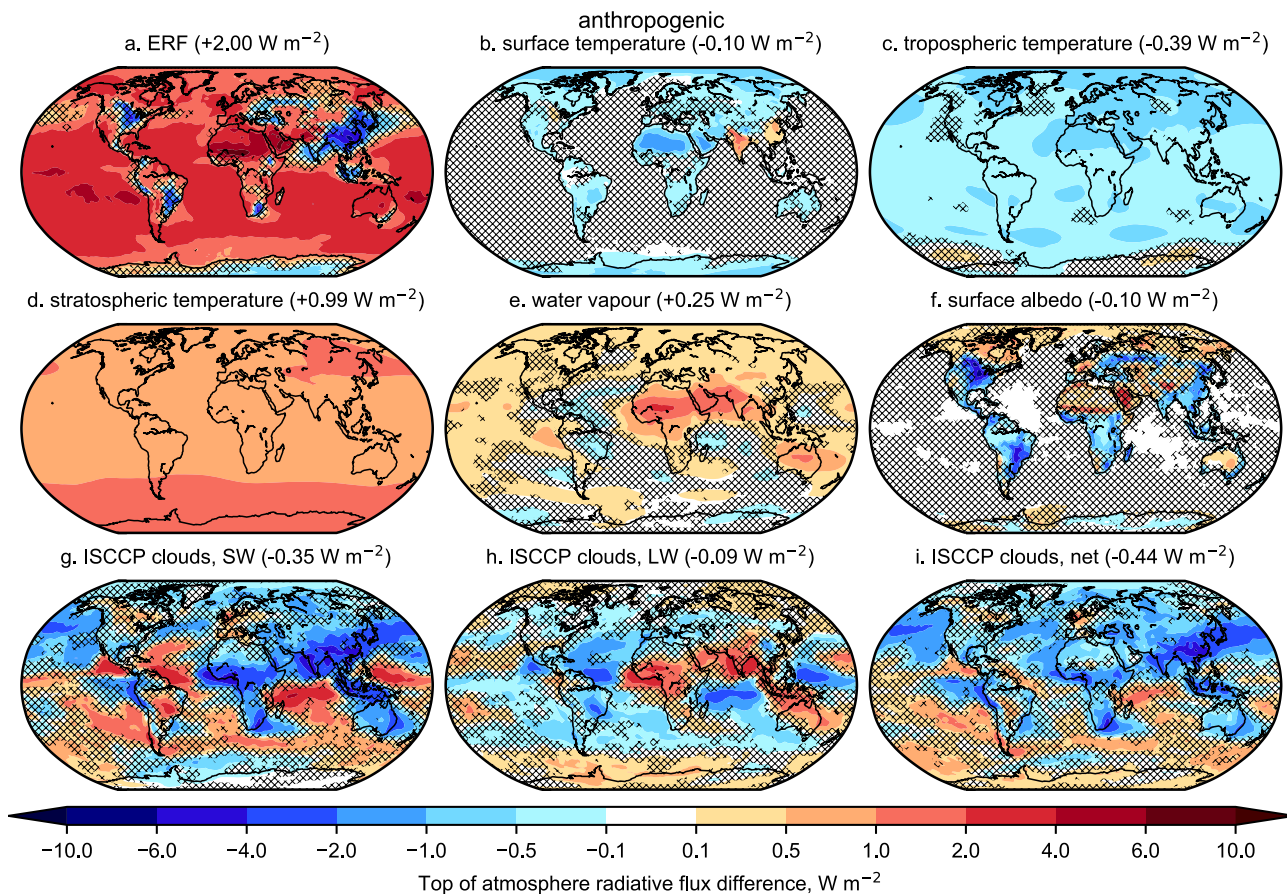 anthropogenic
a. ERF (+2.00 W m⁻²)
b. surface temperature (-0.10 W m⁻²)
c. tropospheric temperature (-0.39 W m⁻²)
d. stratospheric temperature (+0.99 W m⁻²)
e. water vapour (+0.25 W m⁻²)
f. surface albedo (-0.10 W m⁻²)
g. ISCCP clouds, SW (-0.35 W m⁻²)
h. ISCCP clouds, LW (-0.09 W m⁻²)
i. ISCCP clouds, net (-0.44 W m⁻²)
−10.0 −6.0 −4.0 −2.0 −1.0 −0.5 −0.1 0.1 0.5 1.0 2.0 4.0 6.0 10.0
Top of atmosphere radiative flux difference, W m⁻²